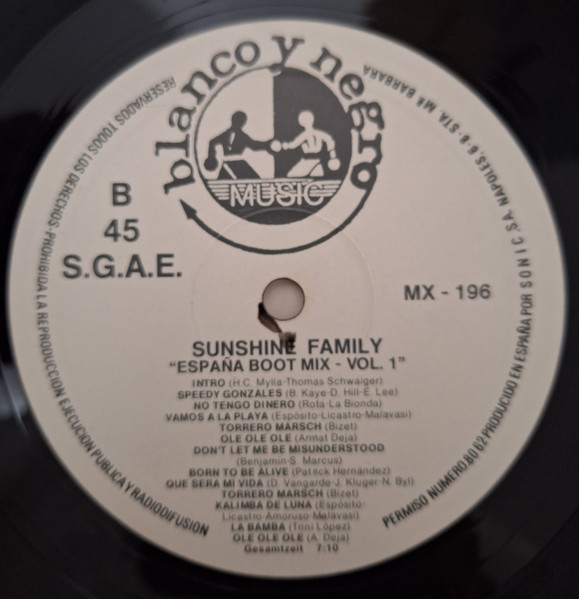 blanco y negro
MUSIC
B
45
S.G.A.E.
MX - 196
SUNSHINE FAMILY
"ESPAÑA BOOT MIX - VOL. 1"
INTRO (H.C. Mylla-Thomas Schwaiger)
SPEEDY GONZALES (B. Kaye-D. Hill-E. Lee)
NO TENGO DINERO (Rota-La Bionda)
VAMOS A LA PLAYA (Espósito-Licastro-Malavasi)
TORRERO MARSCH (Bizet)
OLE OLE OLE (Armat Deja)
DON'T LET ME BE MISUNDERSTOOD
(Benjamin-S. Marcus)
BORN TO BE ALIVE (Patrick Hernández)
QUE SERA MI VIDA (D. Vangarde-J. Kluger-N. Byl)
TORRERO MARSCH (Bizet)
KALIMBA DE LUNA (Espósito-
Licastro-Amoruso-Malavasi)
LA BAMBA (Trini López)
OLE OLE OLE (A. Deja)
Gesamtzeit 7:10
RESERVADOS TODOS LOS DERECHOS-PROHIBIDA LA REPRODUCCION EJECUCION PUBLICA Y RADIODIFUSION
PERMISO NUMERO 80 62 PRODUCIDO EN ESPAÑA POR SONIC S.A. NAPOLES, 6-8-STA. Mª BARBARA